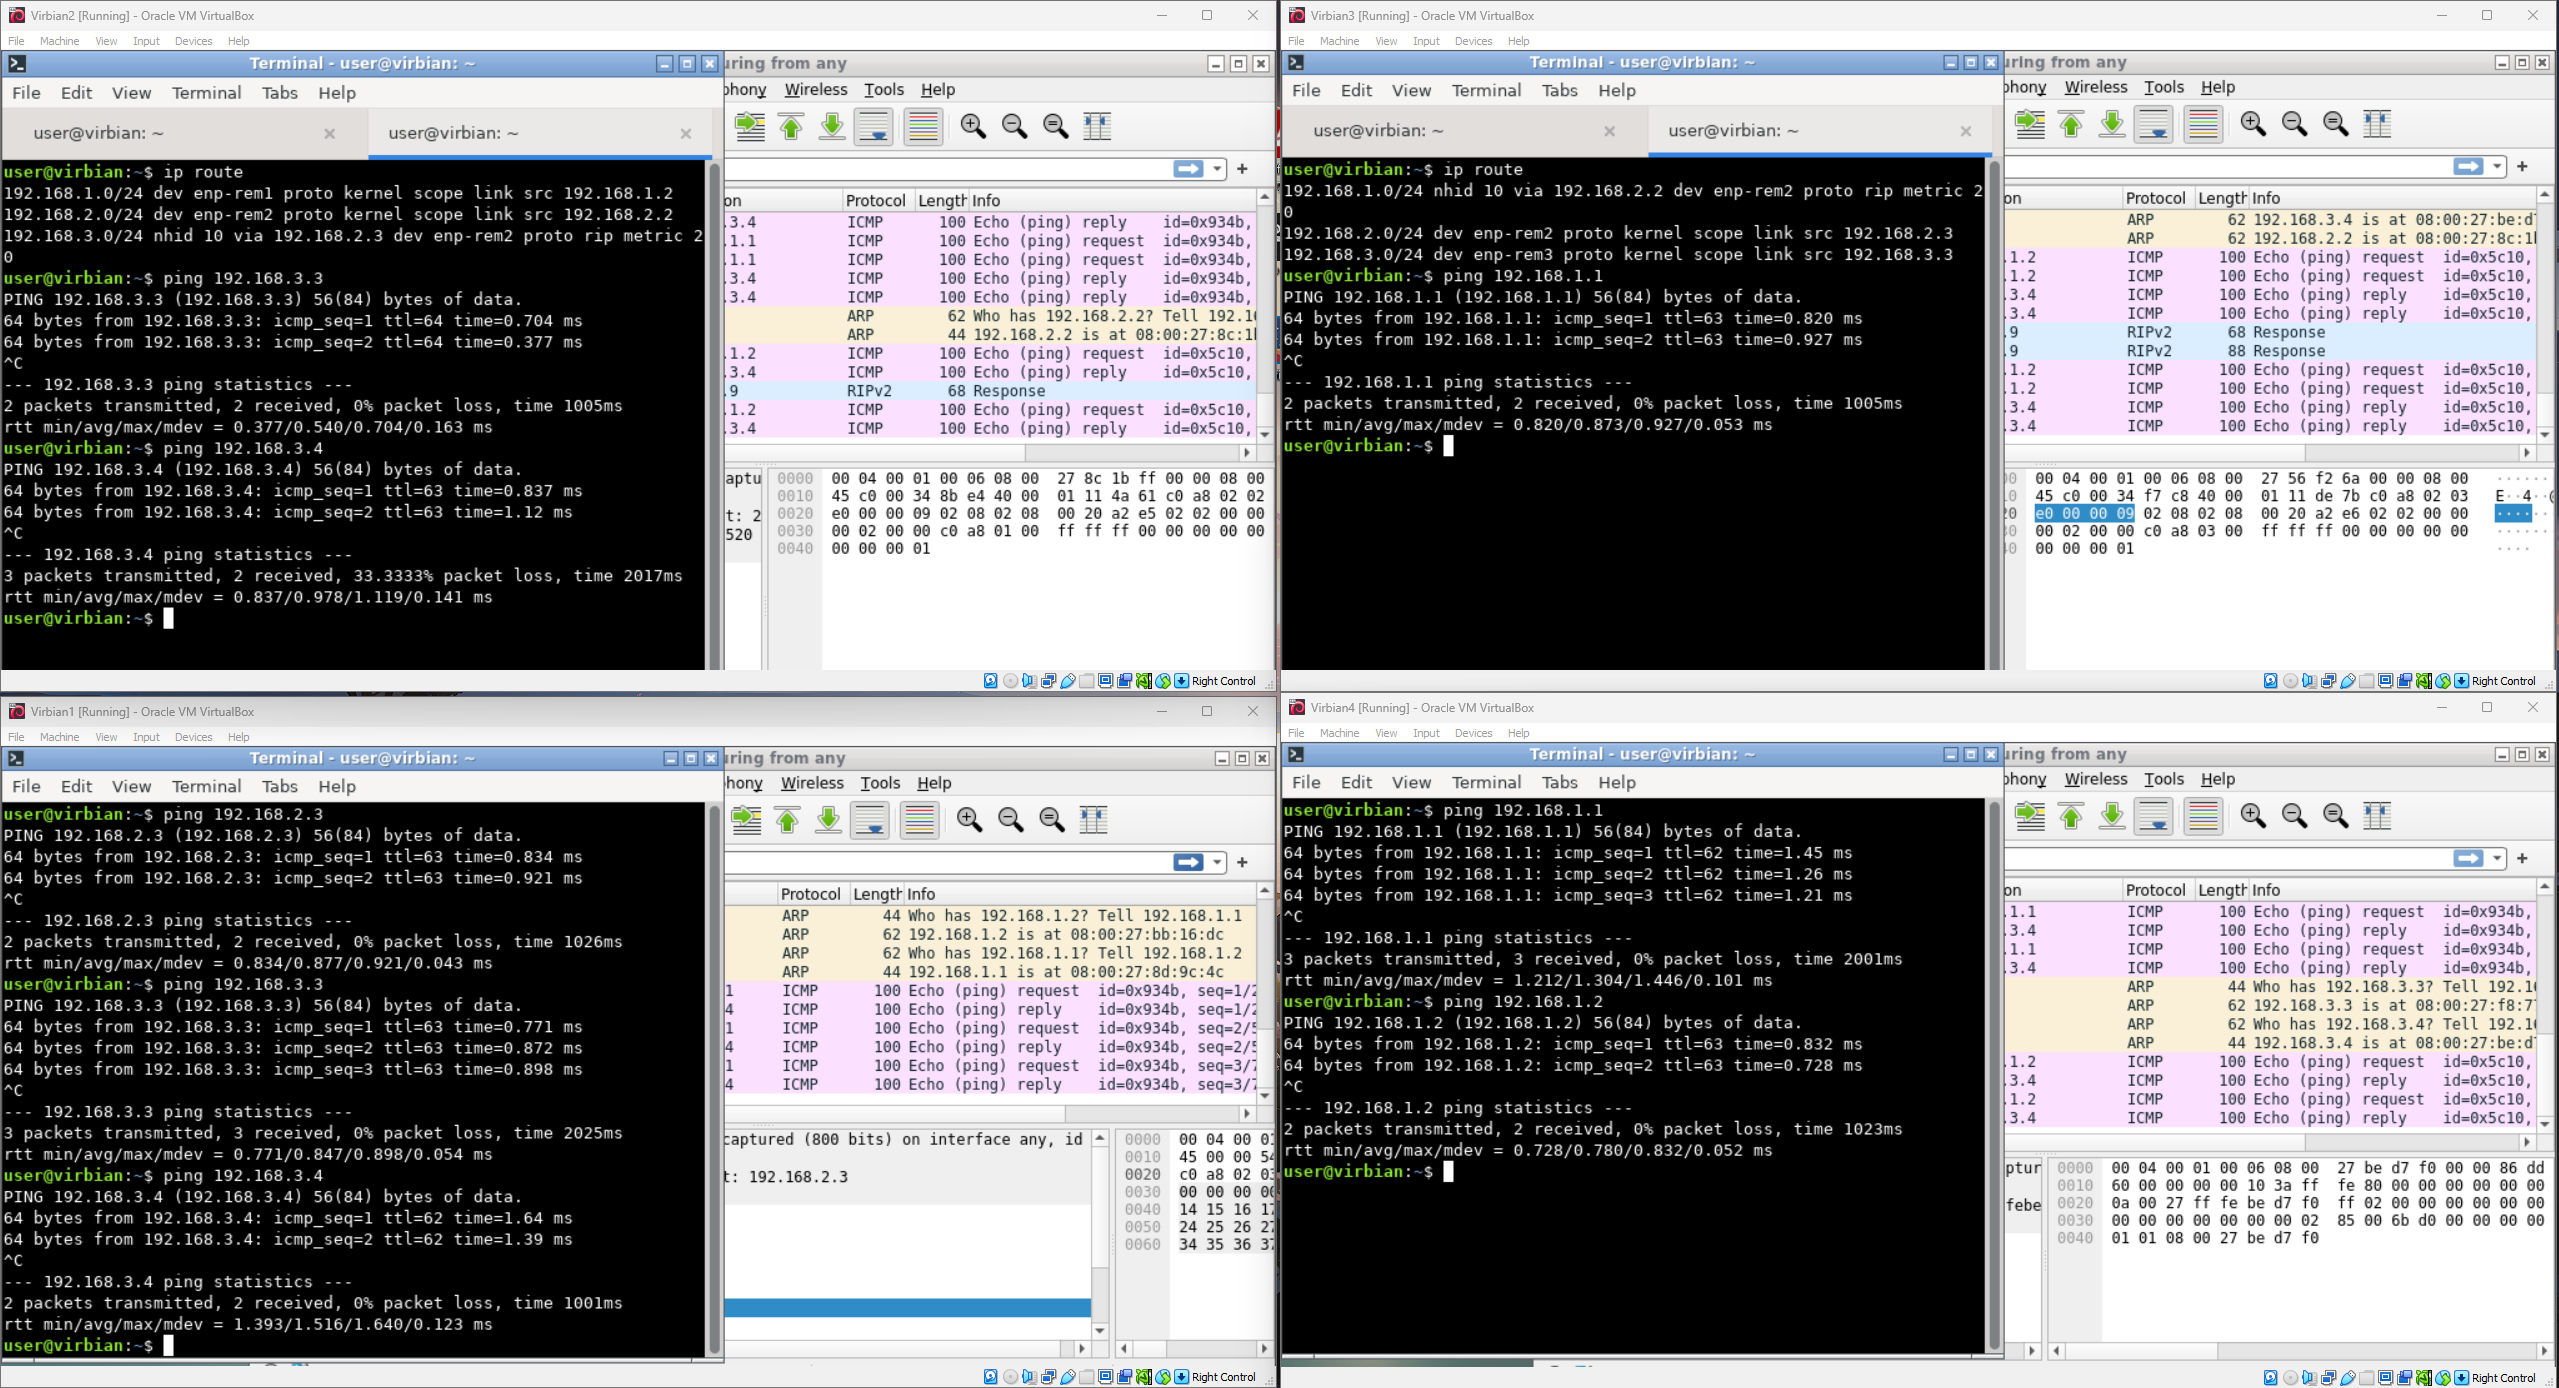 Virbian2 [Running] - Oracle VM VirtualBox
File Machine View Input Devices Help
Terminal - user@virbian: ~
File Edit View Terminal Tabs Help
user@virbian: ~ user@virbian: ~
user@virbian:~$ ip route
192.168.1.0/24 dev enp-rem1 proto kernel scope link src 192.168.1.2
192.168.2.0/24 dev enp-rem2 proto kernel scope link src 192.168.2.2
192.168.3.0/24 nhid 10 via 192.168.2.3 dev enp-rem2 proto rip metric 2
0
user@virbian:~$ ping 192.168.3.3
PING 192.168.3.3 (192.168.3.3) 56(84) bytes of data.
64 bytes from 192.168.3.3: icmp_seq=1 ttl=64 time=0.704 ms
64 bytes from 192.168.3.3: icmp_seq=2 ttl=64 time=0.377 ms
^C
--- 192.168.3.3 ping statistics ---
2 packets transmitted, 2 received, 0% packet loss, time 1005ms
rtt min/avg/max/mdev = 0.377/0.540/0.704/0.163 ms
user@virbian:~$ ping 192.168.3.4
PING 192.168.3.4 (192.168.3.4) 56(84) bytes of data.
64 bytes from 192.168.3.4: icmp_seq=1 ttl=63 time=0.837 ms
64 bytes from 192.168.3.4: icmp_seq=2 ttl=63 time=1.12 ms
^C
--- 192.168.3.4 ping statistics ---
3 packets transmitted, 2 received, 33.3333% packet loss, time 2017ms
rtt min/avg/max/mdev = 0.837/0.978/1.119/0.141 ms
user@virbian:~$
uring from any
phony Wireless Tools Help
on Protocol Length Info
.3.4 ICMP 100 Echo (ping) reply id=0x934b,
.1.1 ICMP 100 Echo (ping) request id=0x934b,
.1.1 ICMP 100 Echo (ping) request id=0x934b,
.3.4 ICMP 100 Echo (ping) reply id=0x934b,
.3.4 ICMP 100 Echo (ping) reply id=0x934b,
ARP 62 Who has 192.168.2.2? Tell 192.1
ARP 44 192.168.2.2 is at 08:00:27:8c:1
.1.2 ICMP 100 Echo (ping) request id=0x5c10,
.3.4 ICMP 100 Echo (ping) reply id=0x5c10,
.9 RIPv2 68 Response
.1.2 ICMP 100 Echo (ping) request id=0x5c10,
.3.4 ICMP 100 Echo (ping) reply id=0x5c10,
aptu
t: 2
520
0000 00 04 00 01 00 06 08 00 27 8c 1b ff 00 00 08 00
0010 45 c0 00 34 8b e4 40 00 01 11 4a 61 c0 a8 02 02
0020 e0 00 00 09 02 08 02 08 00 20 a2 e5 02 02 00 00
0030 00 02 00 00 c0 a8 01 00 ff ff ff 00 00 00 00 00
0040 00 00 00 01
Right Control
Virbian3 [Running] - Oracle VM VirtualBox
File Machine View Input Devices Help
Terminal - user@virbian: ~
File Edit View Terminal Tabs Help
user@virbian: ~ user@virbian: ~
user@virbian:~$ ip route
192.168.1.0/24 nhid 10 via 192.168.2.2 dev enp-rem2 proto rip metric 2
0
192.168.2.0/24 dev enp-rem2 proto kernel scope link src 192.168.2.3
192.168.3.0/24 dev enp-rem3 proto kernel scope link src 192.168.3.3
user@virbian:~$ ping 192.168.1.1
PING 192.168.1.1 (192.168.1.1) 56(84) bytes of data.
64 bytes from 192.168.1.1: icmp_seq=1 ttl=63 time=0.820 ms
64 bytes from 192.168.1.1: icmp_seq=2 ttl=63 time=0.927 ms
^C
--- 192.168.1.1 ping statistics ---
2 packets transmitted, 2 received, 0% packet loss, time 1005ms
rtt min/avg/max/mdev = 0.820/0.873/0.927/0.053 ms
user@virbian:~$
uring from any
phony Wireless Tools Help
on Protocol Length Info
ARP 62 192.168.3.4 is at 08:00:27:be:d
ARP 62 192.168.2.2 is at 08:00:27:8c:1
.1.2 ICMP 100 Echo (ping) request id=0x5c10,
.1.2 ICMP 100 Echo (ping) request id=0x5c10,
.3.4 ICMP 100 Echo (ping) reply id=0x5c10,
.3.4 ICMP 100 Echo (ping) reply id=0x5c10,
.9 RIPv2 68 Response
.9 RIPv2 88 Response
.1.2 ICMP 100 Echo (ping) request id=0x5c10,
.1.2 ICMP 100 Echo (ping) request id=0x5c10,
.3.4 ICMP 100 Echo (ping) reply id=0x5c10,
.3.4 ICMP 100 Echo (ping) reply id=0x5c10,
00 00 04 00 01 00 06 08 00 27 56 f2 6a 00 00 08 00 ······
10 45 c0 00 34 f7 c8 40 00 01 11 de 7b c0 a8 02 03 E··4··@
20 e0 00 00 09 02 08 02 08 00 20 a2 e6 02 02 00 00 ····
30 00 02 00 00 c0 a8 03 00 ff ff ff 00 00 00 00 00 ······
40 00 00 00 01 ····
Right Control
Virbian1 [Running] - Oracle VM VirtualBox
File Machine View Input Devices Help
Terminal - user@virbian: ~
File Edit View Terminal Tabs Help
user@virbian:~$ ping 192.168.2.3
PING 192.168.2.3 (192.168.2.3) 56(84) bytes of data.
64 bytes from 192.168.2.3: icmp_seq=1 ttl=63 time=0.834 ms
64 bytes from 192.168.2.3: icmp_seq=2 ttl=63 time=0.921 ms
^C
--- 192.168.2.3 ping statistics ---
2 packets transmitted, 2 received, 0% packet loss, time 1026ms
rtt min/avg/max/mdev = 0.834/0.877/0.921/0.043 ms
user@virbian:~$ ping 192.168.3.3
PING 192.168.3.3 (192.168.3.3) 56(84) bytes of data.
64 bytes from 192.168.3.3: icmp_seq=1 ttl=63 time=0.771 ms
64 bytes from 192.168.3.3: icmp_seq=2 ttl=63 time=0.872 ms
64 bytes from 192.168.3.3: icmp_seq=3 ttl=63 time=0.898 ms
^C
--- 192.168.3.3 ping statistics ---
3 packets transmitted, 3 received, 0% packet loss, time 2025ms
rtt min/avg/max/mdev = 0.771/0.847/0.898/0.054 ms
user@virbian:~$ ping 192.168.3.4
PING 192.168.3.4 (192.168.3.4) 56(84) bytes of data.
64 bytes from 192.168.3.4: icmp_seq=1 ttl=62 time=1.64 ms
64 bytes from 192.168.3.4: icmp_seq=2 ttl=62 time=1.39 ms
^C
--- 192.168.3.4 ping statistics ---
2 packets transmitted, 2 received, 0% packet loss, time 1001ms
rtt min/avg/max/mdev = 1.393/1.516/1.640/0.123 ms
user@virbian:~$
uring from any
phony Wireless Tools Help
Protocol Length Info
ARP 44 Who has 192.168.1.2? Tell 192.168.1.1
ARP 62 192.168.1.2 is at 08:00:27:bb:16:dc
ARP 62 Who has 192.168.1.1? Tell 192.168.1.2
ARP 44 192.168.1.1 is at 08:00:27:8d:9c:4c
1 ICMP 100 Echo (ping) request id=0x934b, seq=1/2
4 ICMP 100 Echo (ping) reply id=0x934b, seq=1/2
1 ICMP 100 Echo (ping) request id=0x934b, seq=2/5
4 ICMP 100 Echo (ping) reply id=0x934b, seq=2/5
1 ICMP 100 Echo (ping) request id=0x934b, seq=3/7
4 ICMP 100 Echo (ping) reply id=0x934b, seq=3/7
captured (800 bits) on interface any, id
t: 192.168.2.3
0000 00 04 00 01
0010 45 00 00 54
0020 c0 a8 02 03
0030 00 00 00 00
0040 14 15 16 17
0050 24 25 26 27
0060 34 35 36 37
Right Control
Virbian4 [Running] - Oracle VM VirtualBox
File Machine View Input Devices Help
Terminal - user@virbian: ~
File Edit View Terminal Tabs Help
user@virbian:~$ ping 192.168.1.1
PING 192.168.1.1 (192.168.1.1) 56(84) bytes of data.
64 bytes from 192.168.1.1: icmp_seq=1 ttl=62 time=1.45 ms
64 bytes from 192.168.1.1: icmp_seq=2 ttl=62 time=1.26 ms
64 bytes from 192.168.1.1: icmp_seq=3 ttl=62 time=1.21 ms
^C
--- 192.168.1.1 ping statistics ---
3 packets transmitted, 3 received, 0% packet loss, time 2001ms
rtt min/avg/max/mdev = 1.212/1.304/1.446/0.101 ms
user@virbian:~$ ping 192.168.1.2
PING 192.168.1.2 (192.168.1.2) 56(84) bytes of data.
64 bytes from 192.168.1.2: icmp_seq=1 ttl=63 time=0.832 ms
64 bytes from 192.168.1.2: icmp_seq=2 ttl=63 time=0.728 ms
^C
--- 192.168.1.2 ping statistics ---
2 packets transmitted, 2 received, 0% packet loss, time 1023ms
rtt min/avg/max/mdev = 0.728/0.780/0.832/0.052 ms
user@virbian:~$
uring from any
phony Wireless Tools Help
on Protocol Length Info
.1.1 ICMP 100 Echo (ping) request id=0x934b,
.3.4 ICMP 100 Echo (ping) reply id=0x934b,
.1.1 ICMP 100 Echo (ping) request id=0x934b,
.3.4 ICMP 100 Echo (ping) reply id=0x934b,
ARP 44 Who has 192.168.3.3? Tell 192.1
ARP 62 192.168.3.3 is at 08:00:27:f8:7
ARP 62 Who has 192.168.3.4? Tell 192.1
ARP 44 192.168.3.4 is at 08:00:27:be:d
.1.2 ICMP 100 Echo (ping) request id=0x5c10,
.3.4 ICMP 100 Echo (ping) reply id=0x5c10,
.1.2 ICMP 100 Echo (ping) request id=0x5c10,
.3.4 ICMP 100 Echo (ping) reply id=0x5c10,
ptur
febe
0000 00 04 00 01 00 06 08 00 27 be d7 f0 00 00 86 dd
0010 60 00 00 00 00 10 3a ff fe 80 00 00 00 00 00 00
0020 0a 00 27 ff fe be d7 f0 ff 02 00 00 00 00 00 00
0030 00 00 00 00 00 00 00 02 85 00 6b d0 00 00 00 00
0040 01 01 08 00 27 be d7 f0
Right Control